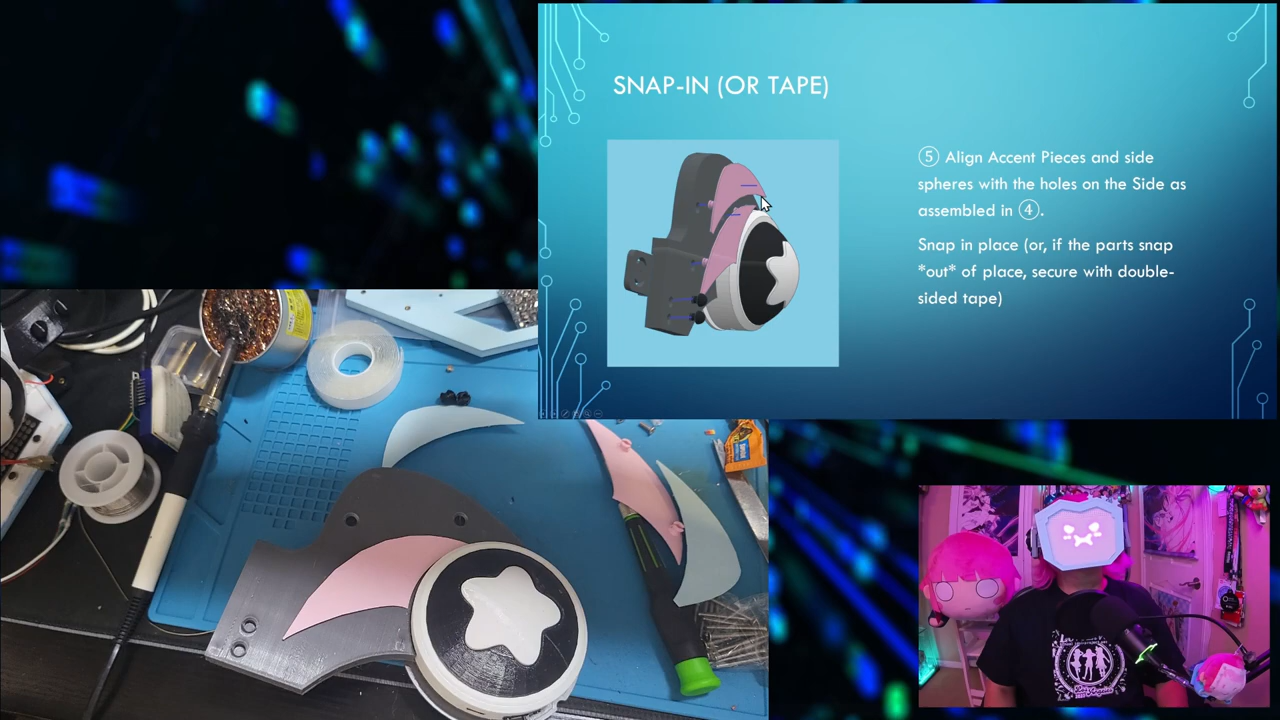 SNAP-IN (OR TAPE)
⑤ Align Accent Pieces and side
spheres with the holes on the Side as
assembled in ④.
Snap in place (or, if the parts snap
*out* of place, secure with double-
sided tape)